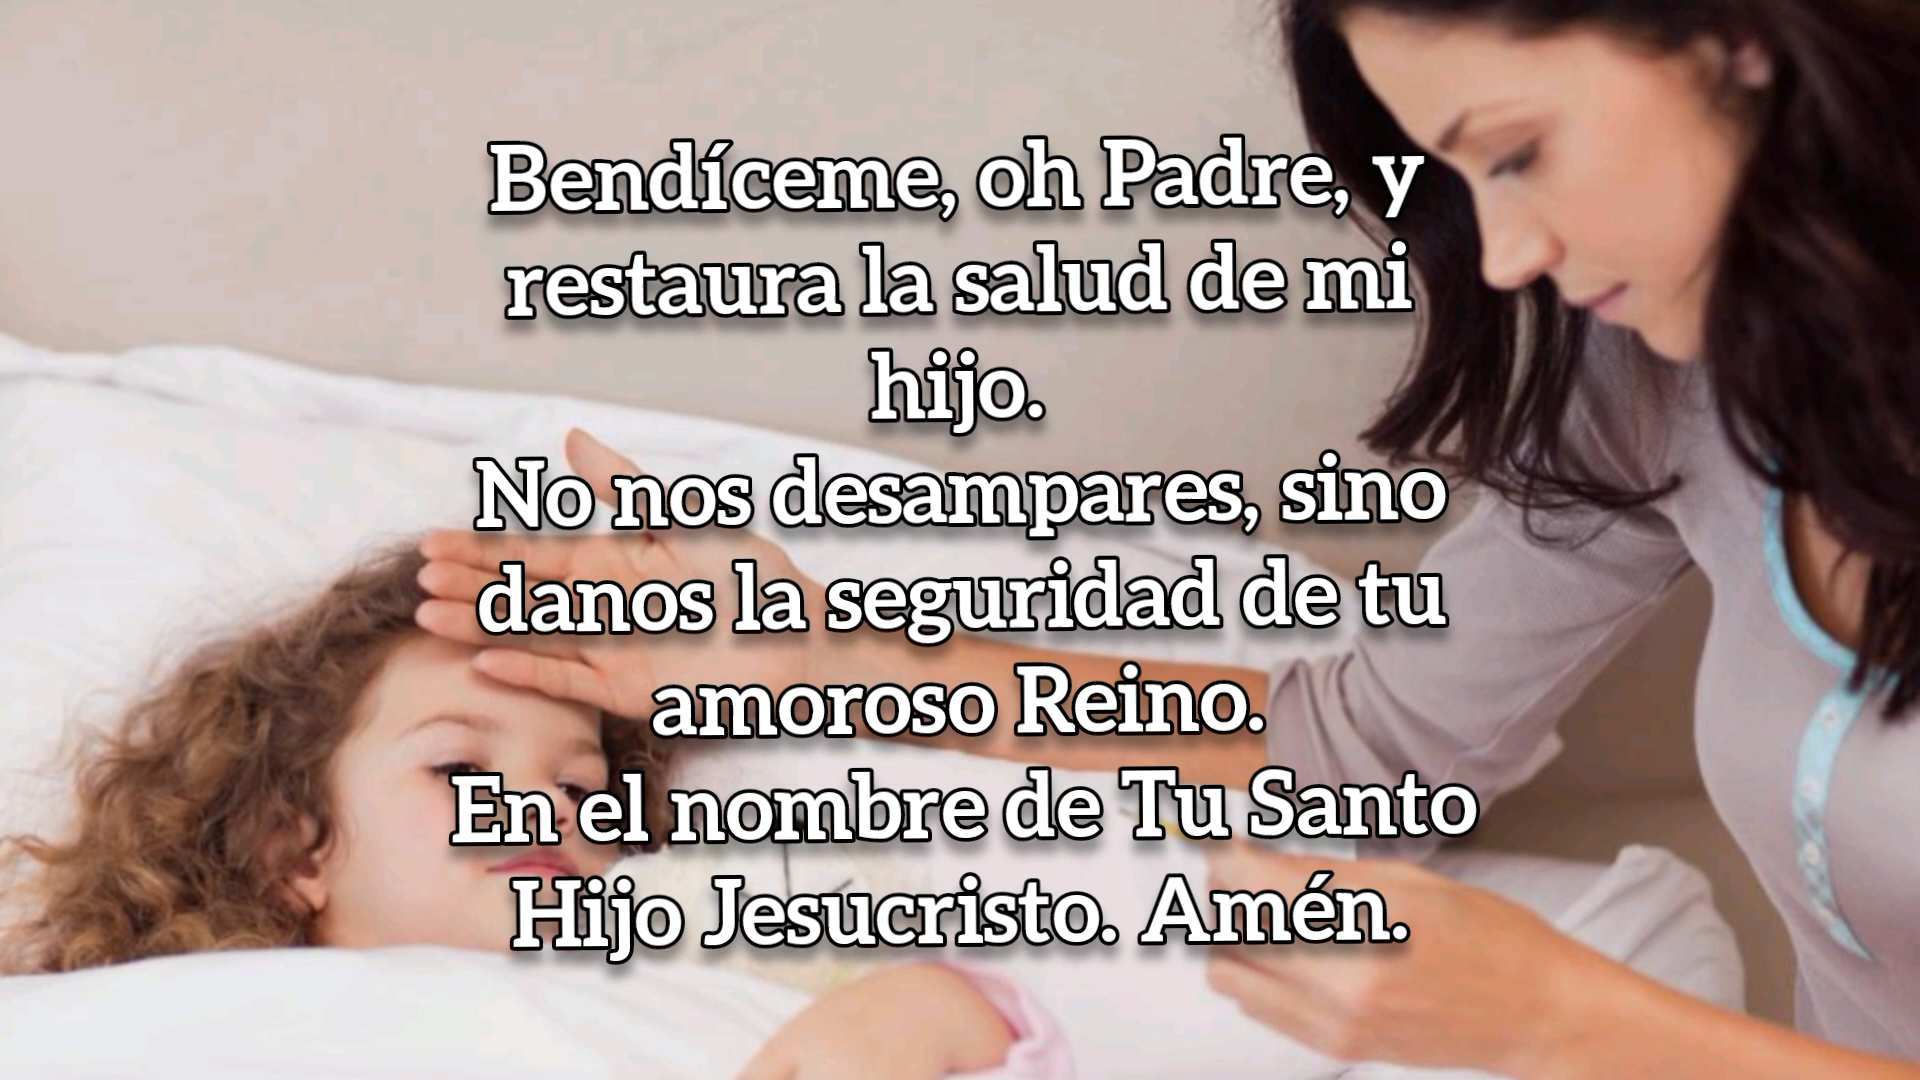 Bendíceme, oh Padre, y
restaura la salud de mi
hijo.
No nos desampares, sino
danos la seguridad de tu
amoroso Reino.
En el nombre de Tu Santo
Hijo Jesucristo. Amén.